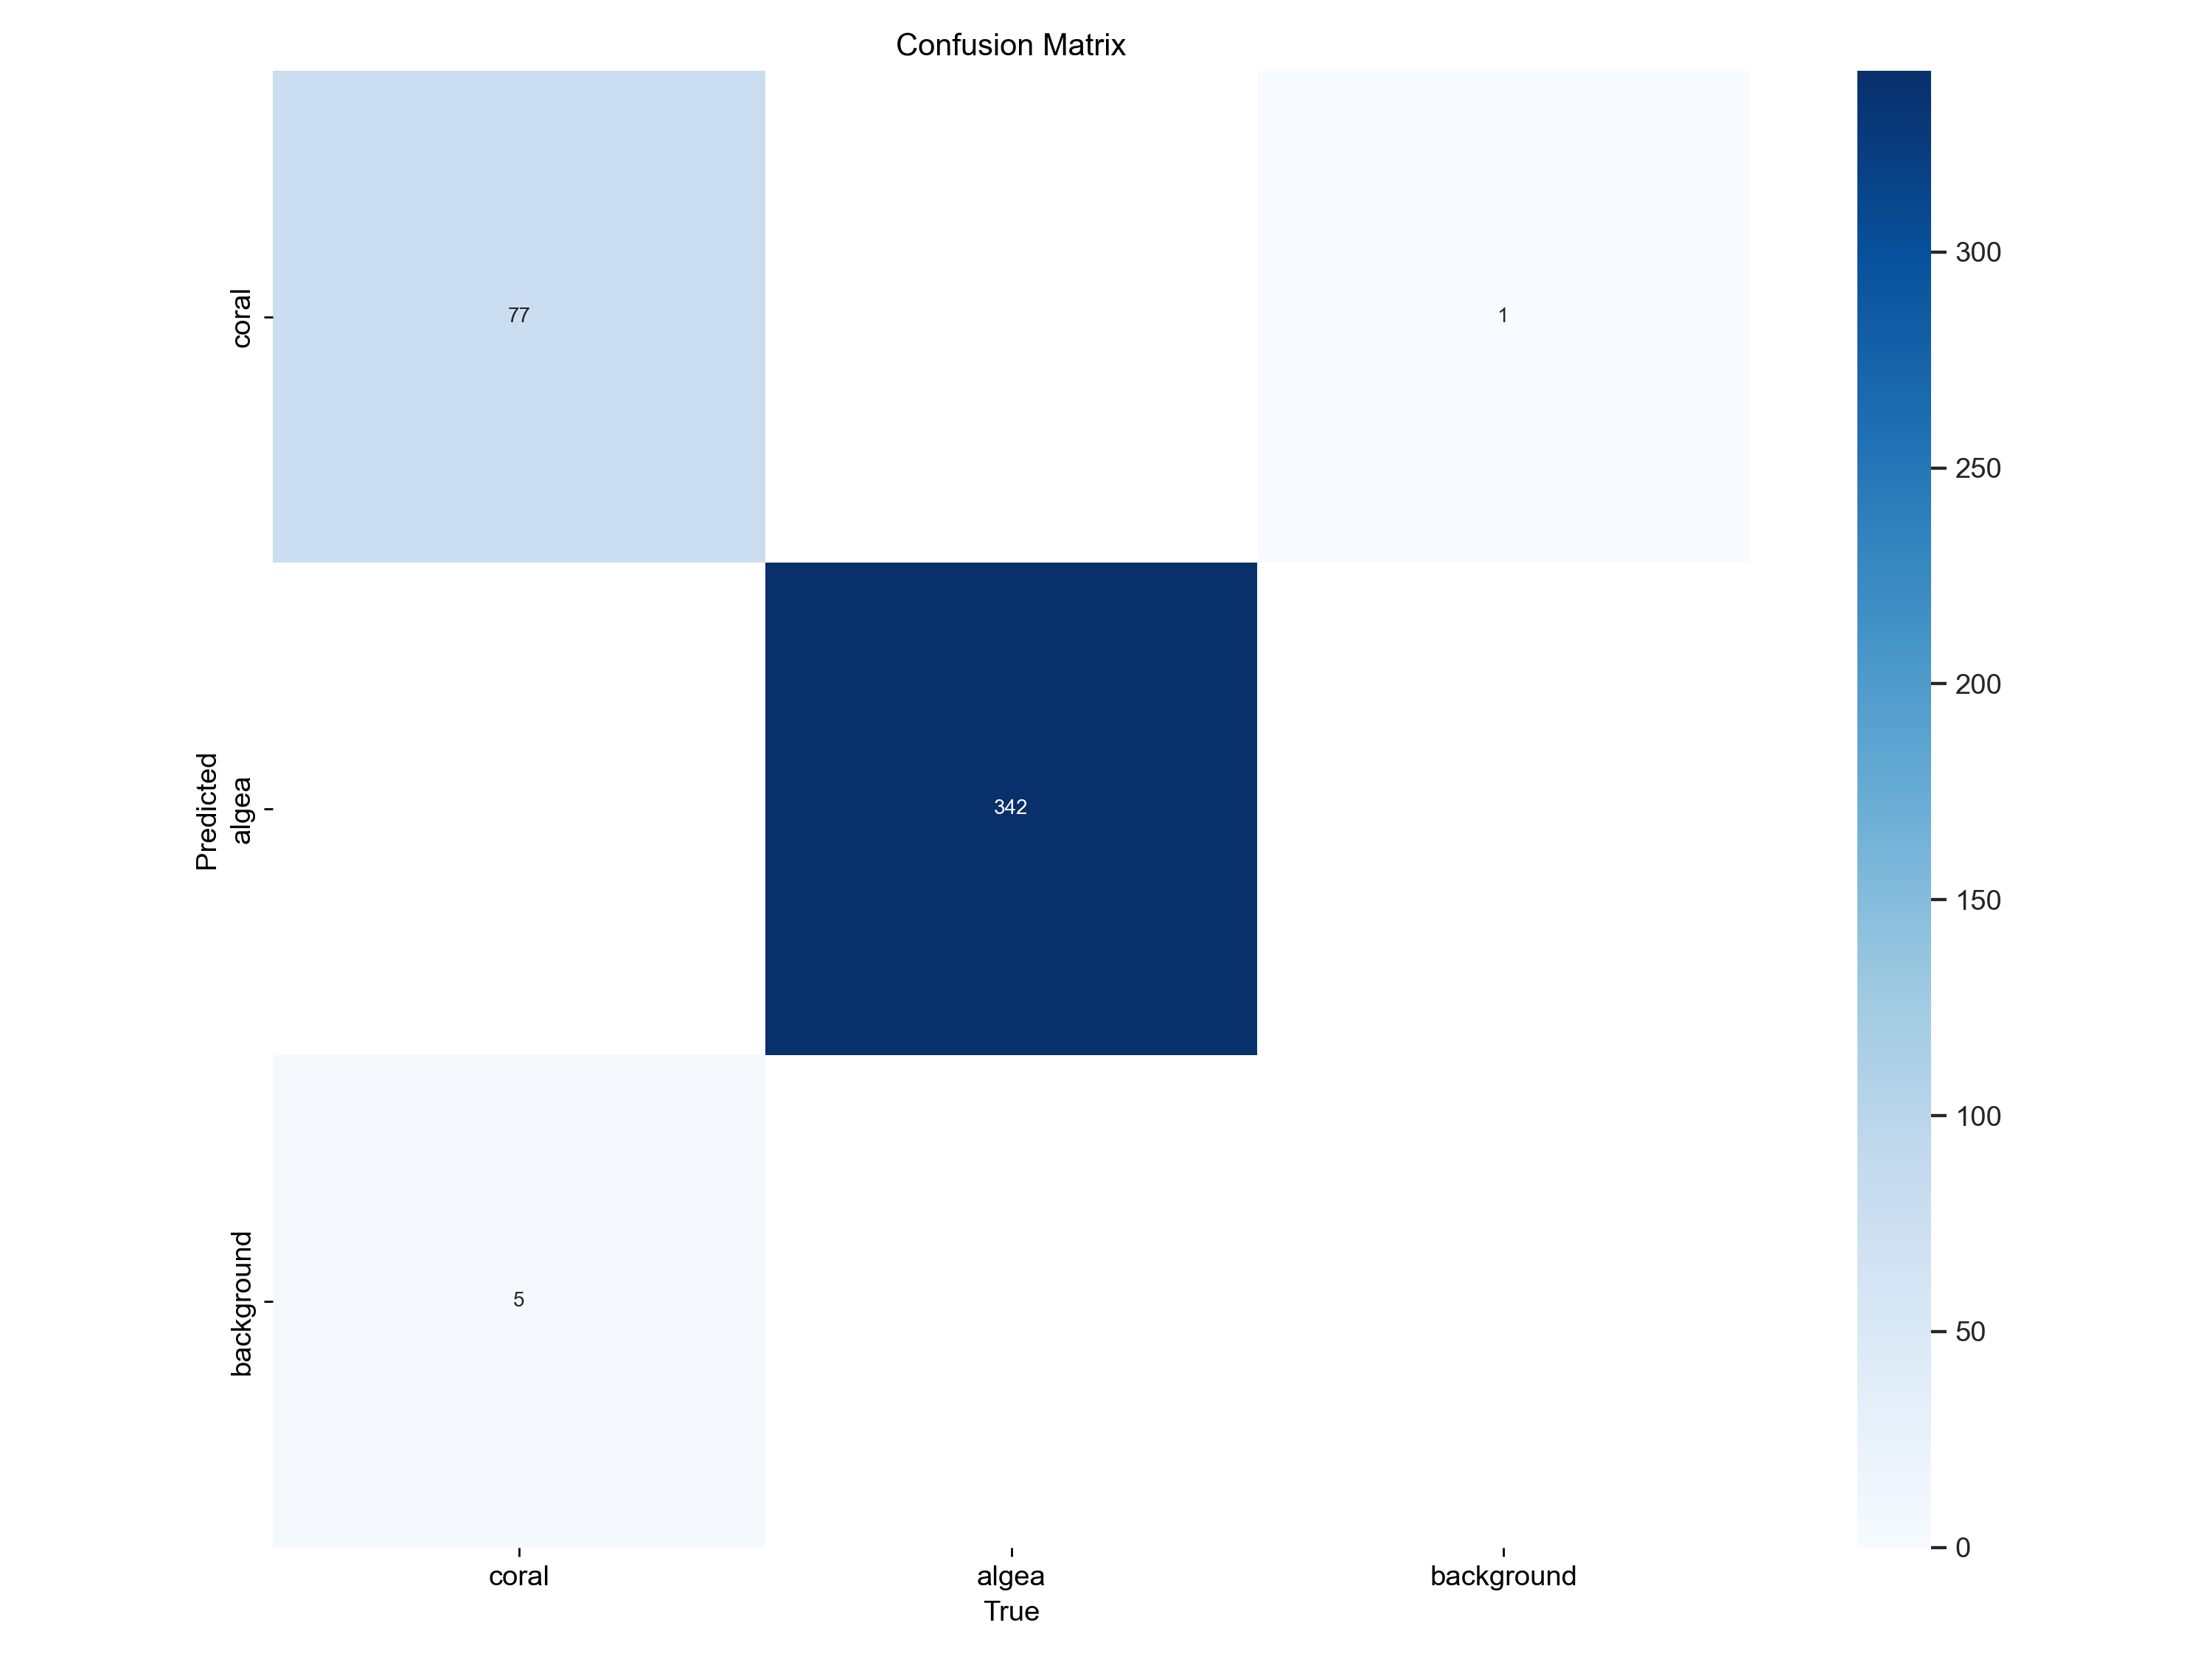 Confusion Matrix
coral
77
1
Predicted
algea
342
background
5
coral
algea
background
True
300
250
200
150
100
50
0